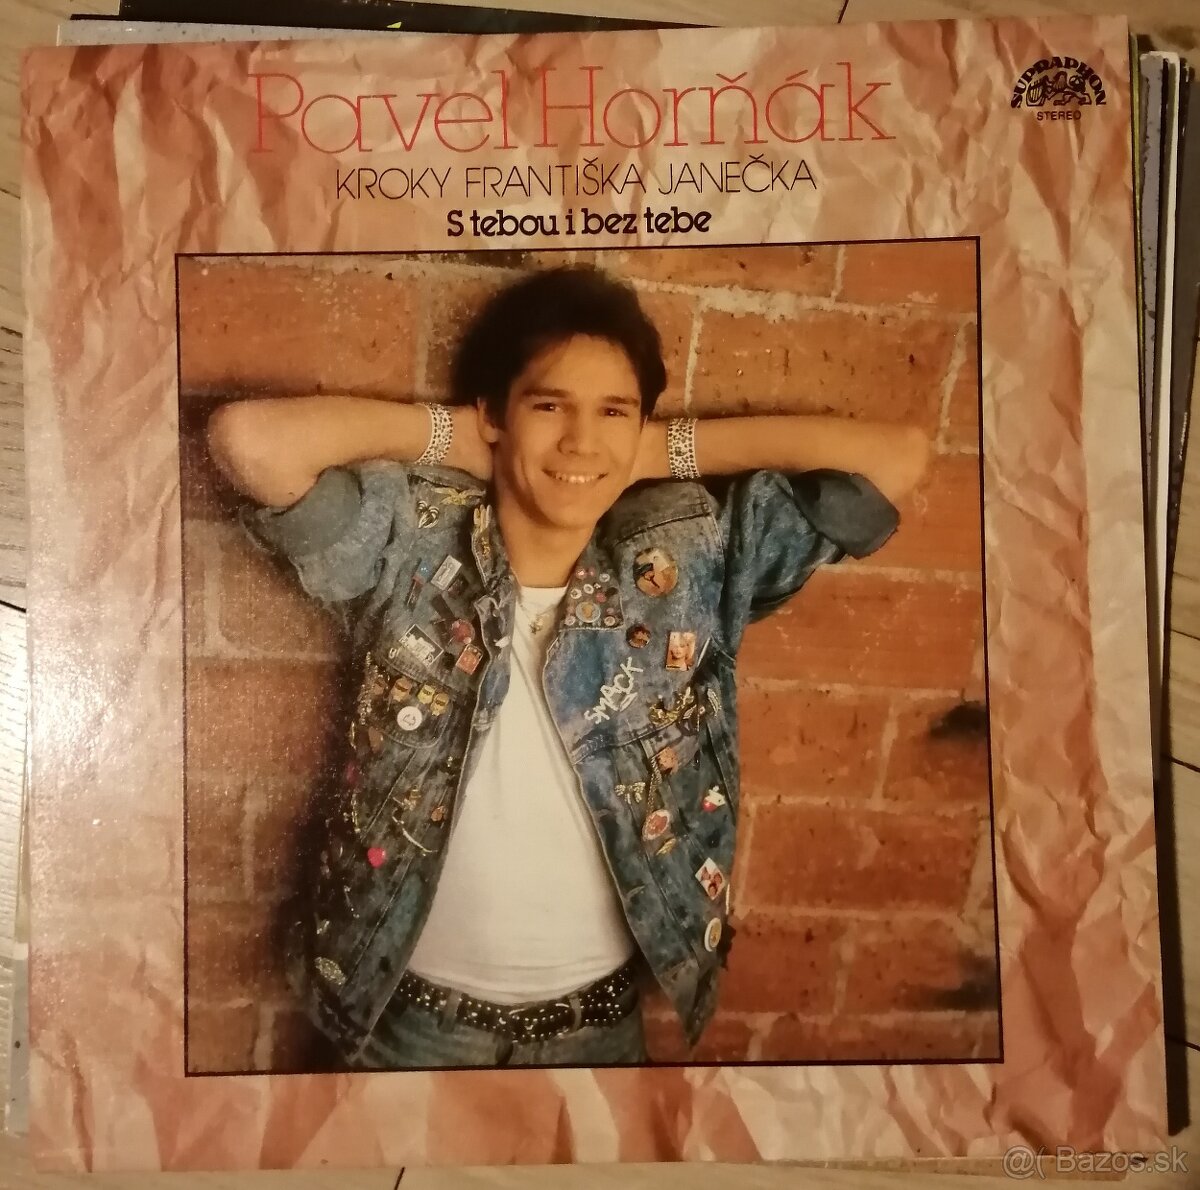 Pavel Horňák
SUPRAPHON
STEREO
KROKY FRANTIŠKA JANEČKA
S tebou i bez tebe
SMACK
@( Bazos.sk